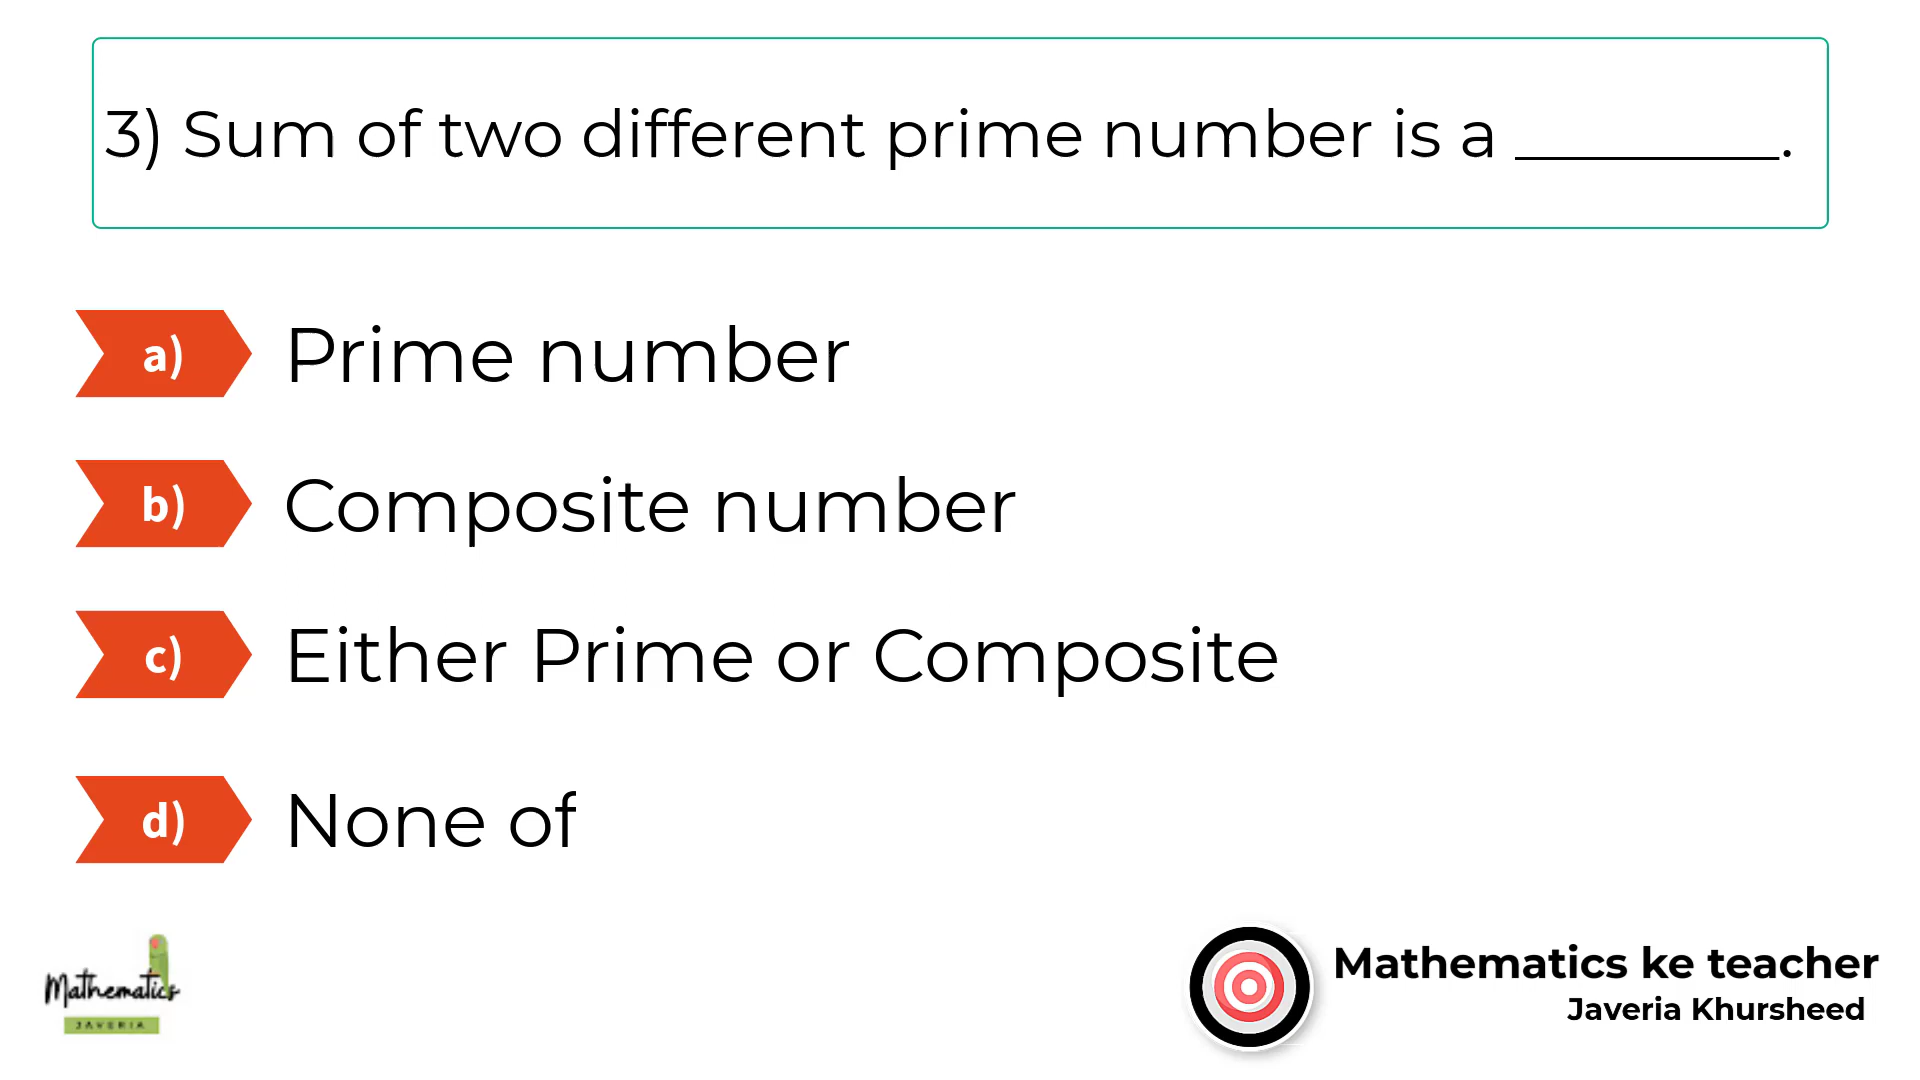 3) Sum of two different prime number is a ________.
a) Prime number
b) Composite number
c) Either Prime or Composite
d) None of
Mathematics
JAVERIA
Mathematics ke teacher
Javeria Khursheed